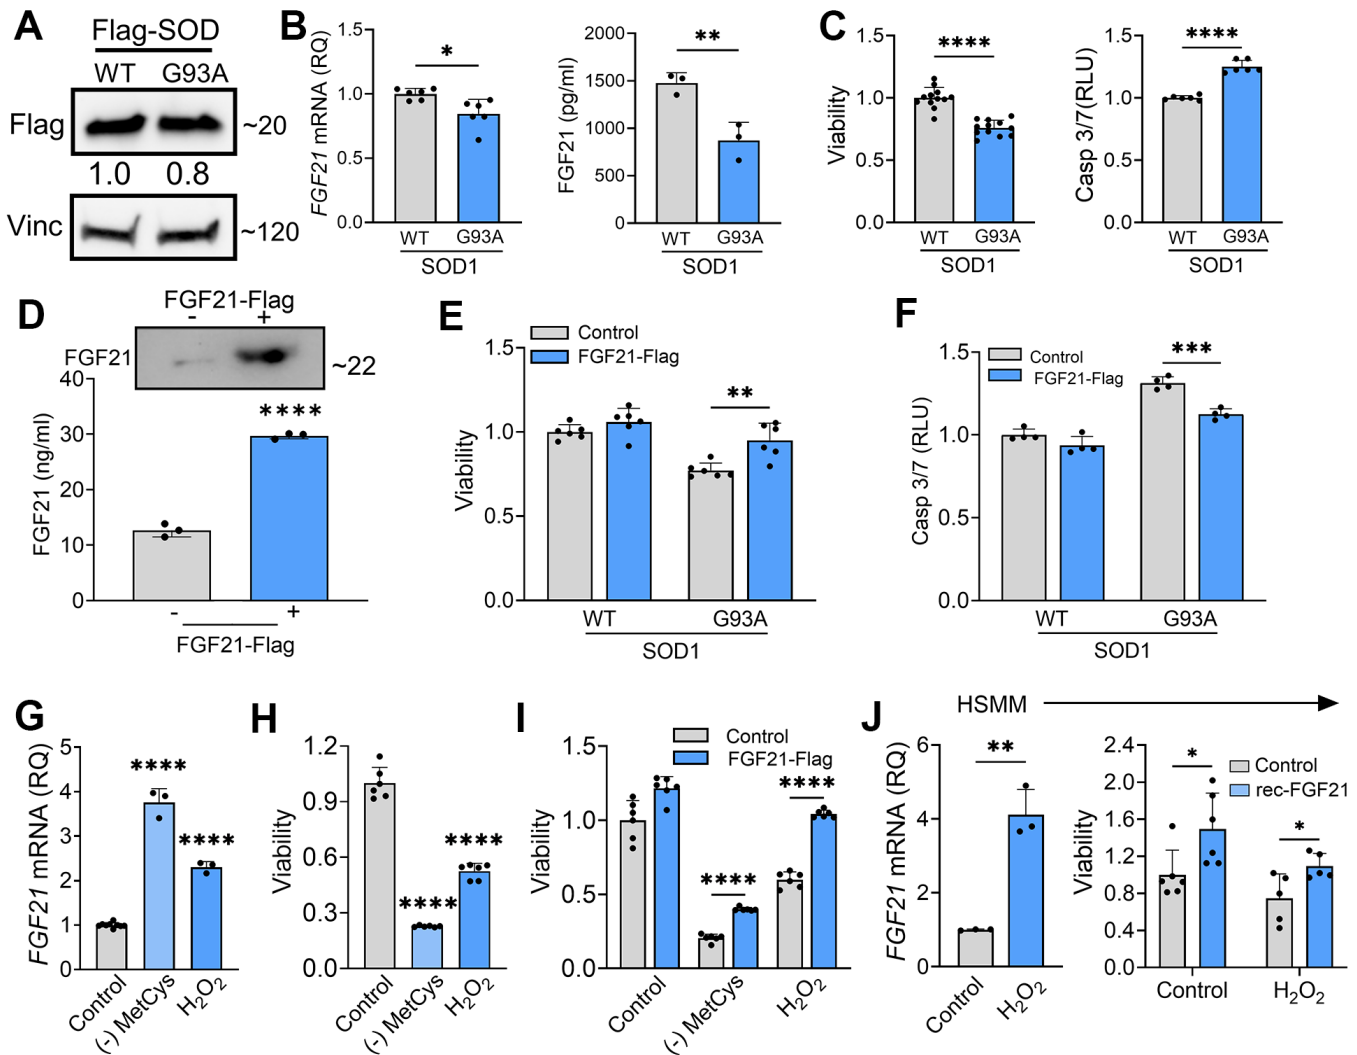 A
Flag-SOD
WT G93A
Flag ~20
1.0 0.8
Vinc ~120
B
FGF21 mRNA (RQ)
1.5
1.0
0.5
0.0
*
WT G93A
SOD1
FGF21 (pg/ml)
2000
1500
1000
500
0
**
WT G93A
SOD1
C
Viability
1.5
1.0
0.5
0.0
****
WT G93A
SOD1
Casp 3/7(RLU)
1.5
1.0
0.5
0.0
****
WT G93A
SOD1
D
FGF21-Flag
- +
FGF21 ~22
FGF21 (ng/ml)
40
30
20
10
0
****
- +
FGF21-Flag
E
Control
FGF21-Flag
Viability
1.5
1.0
0.5
0.0
**
WT G93A
SOD1
F
Control
FGF21-Flag
Casp 3/7 (RLU)
1.5
1.0
0.5
0.0
***
WT G93A
SOD1
G
FGF21 mRNA (RQ)
5
4
3
2
1
0
****
****
Control
(-) MetCys
H2O2
H
Viability
1.2
0.9
0.6
0.3
0.0
****
****
Control
(-) MetCys
H2O2
I
Control
FGF21-Flag
Viability
1.5
1.0
0.5
0.0
****
****
Control
(-) MetCys
H2O2
J
HSMM
FGF21 mRNA (RQ)
6
4
2
0
**
Control
H2O2
Viability
2.4
2.0
1.6
1.2
0.8
0.4
0.0
*
*
Control
rec-FGF21
Control H2O2